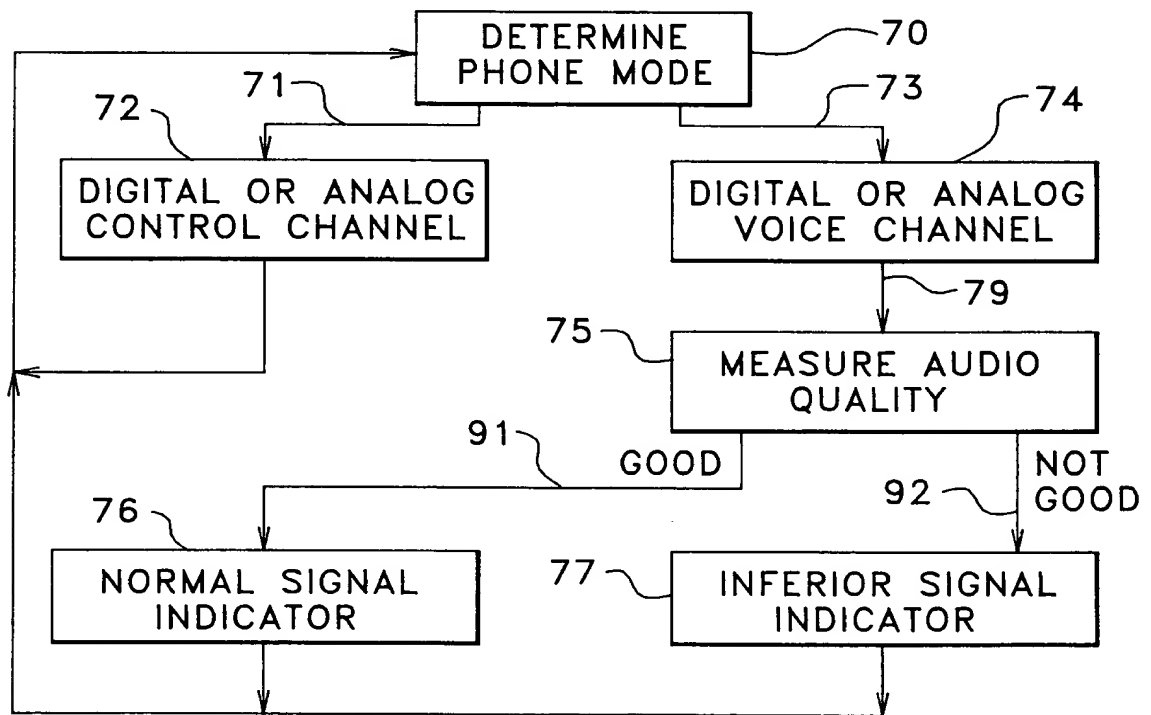 DETERMINE
PHONE MODE
70
71
73
72
74
DIGITAL OR ANALOG
CONTROL CHANNEL
DIGITAL OR ANALOG
VOICE CHANNEL
79
75
MEASURE AUDIO
QUALITY
91
GOOD
NOT
GOOD
92
76
NORMAL SIGNAL
INDICATOR
77
INFERIOR SIGNAL
INDICATOR